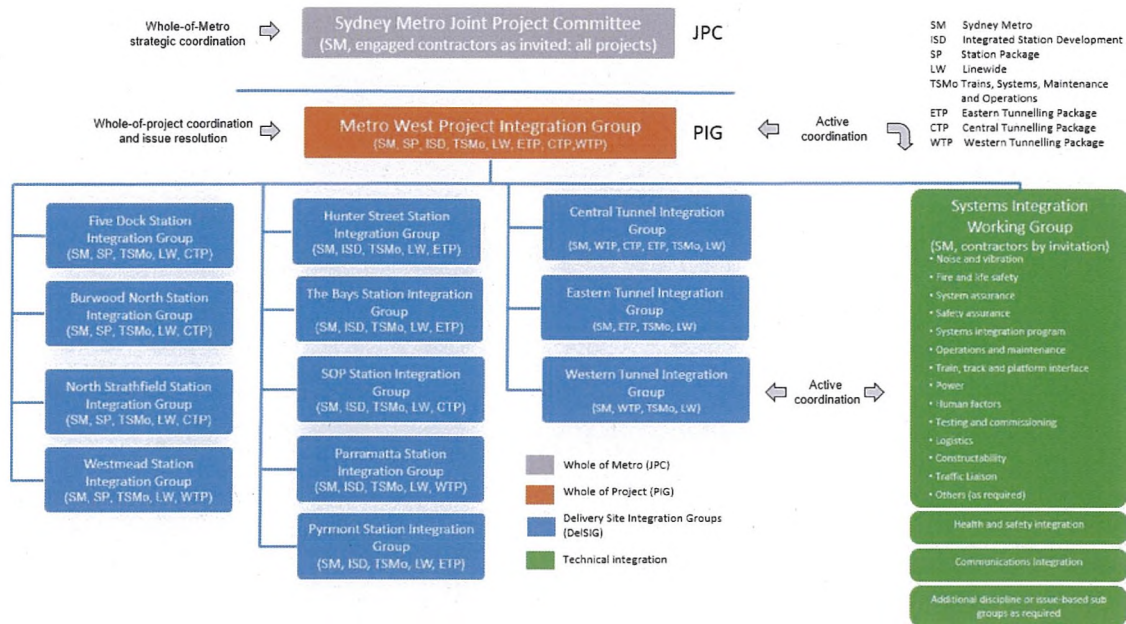 Whole-of-Metro
strategic coordination
Sydney Metro Joint Project Committee
(SM, engaged contractors as invited: all projects)
JPC
SM Sydney Metro
ISD Integrated Station Development
SP Station Package
LW Linewide
TSMo Trains, Systems, Maintenance
and Operations
ETP Eastern Tunnelling Package
CTP Central Tunnelling Package
WTP Western Tunnelling Package
Whole-of-project coordination
and issue resolution
Metro West Project Integration Group
(SM, SP, ISD, TSMo, LW, ETP, CTP,WTP)
PIG
Active
coordination
Five Dock Station
Integration Group
(SM, SP, TSMo, LW, CTP)
Burwood North Station
Integration Group
(SM, SP, TSMo, LW, CTP)
North Strathfield Station
Integration Group
(SM, SP, TSMo, LW, CTP)
Westmead Station
Integration Group
(SM, SP, TSMo, LW, WTP)
Hunter Street Station
Integration Group
(SM, ISD, TSMo, LW, ETP)
The Bays Station Integration
Group
(SM, ISD, TSMo, LW, ETP)
SOP Station Integration
Group
(SM, ISD, TSMo, LW, CTP)
Parramatta Station
Integration Group
(SM, ISD, TSMo, LW, WTP)
Pyrmont Station Integration
Group
(SM, ISD, TSMo, LW, ETP)
Central Tunnel Integration
Group
(SM, WTP, CTP, ETP, TSMo, LW)
Eastern Tunnel Integration
Group
(SM, ETP, TSMo, LW)
Western Tunnel Integration
Group
(SM, WTP, TSMo, LW)
Active
coordination
Whole of Metro (JPC)
Whole of Project (PIG)
Delivery Site Integration Groups
(DelSIG)
Technical integration
Systems Integration
Working Group
(SM, contractors by invitation)
• Noise and vibration
• Fire and life safety
• System assurance
• Safety assurance
• Systems integration program
• Operations and maintenance
• Train, track and platform interface
• Power
• Human factors
• Testing and commissioning
• Logistics
• Constructability
• Traffic Liaison
• Others (as required)
Health and safety integration
Communications Integration
Additional discipline or issue-based sub
groups as required